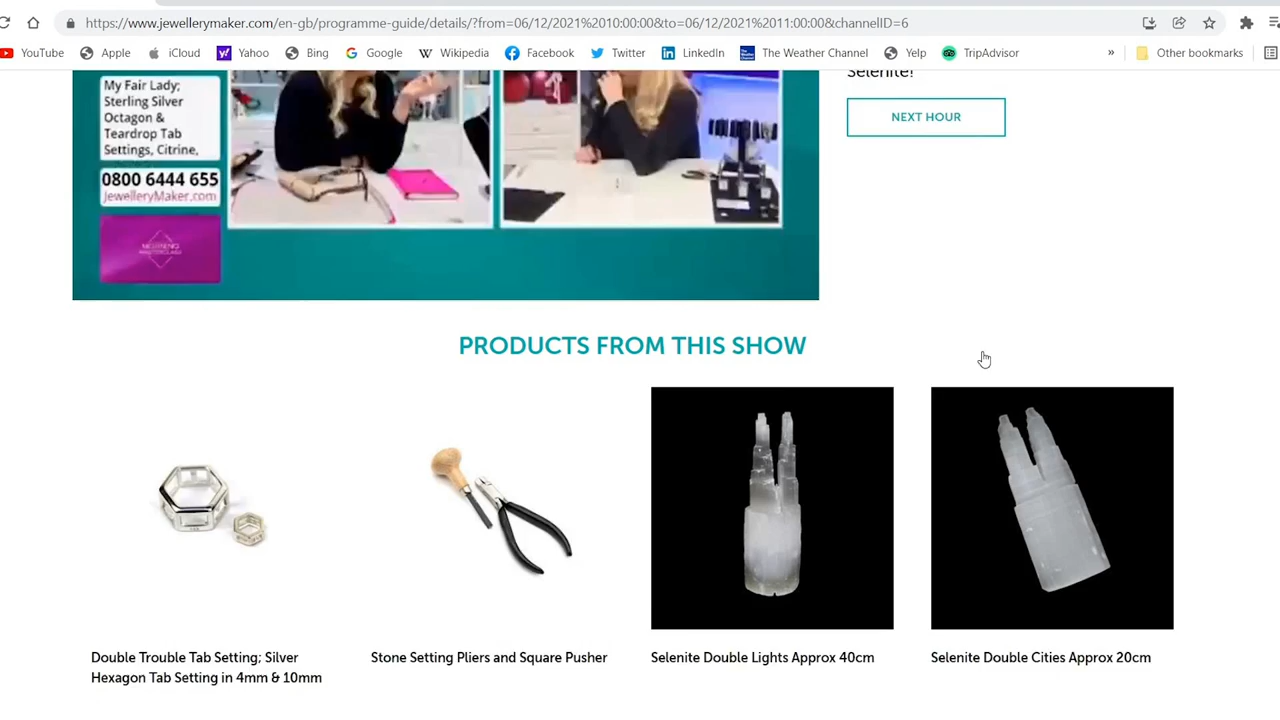 https://www.jewellerymaker.com/en-gb/programme-guide/details/?from=06/12/2021%2010:00:00&to=06/12/2021%2011:00:00&channelID=6
YouTube Apple iCloud Yahoo Bing Google Wikipedia Facebook Twitter LinkedIn The Weather Channel Yelp TripAdvisor » Other bookmarks
Selenite!
NEXT HOUR
My Fair Lady;
Sterling Silver
Octagon &
Teardrop Tab
Settings, Citrine,
0800 6444 655
JewelleryMaker.com
MORNING
MASTERCLASS
PRODUCTS FROM THIS SHOW
Double Trouble Tab Setting; Silver
Hexagon Tab Setting in 4mm & 10mm
Stone Setting Pliers and Square Pusher
Selenite Double Lights Approx 40cm
Selenite Double Cities Approx 20cm